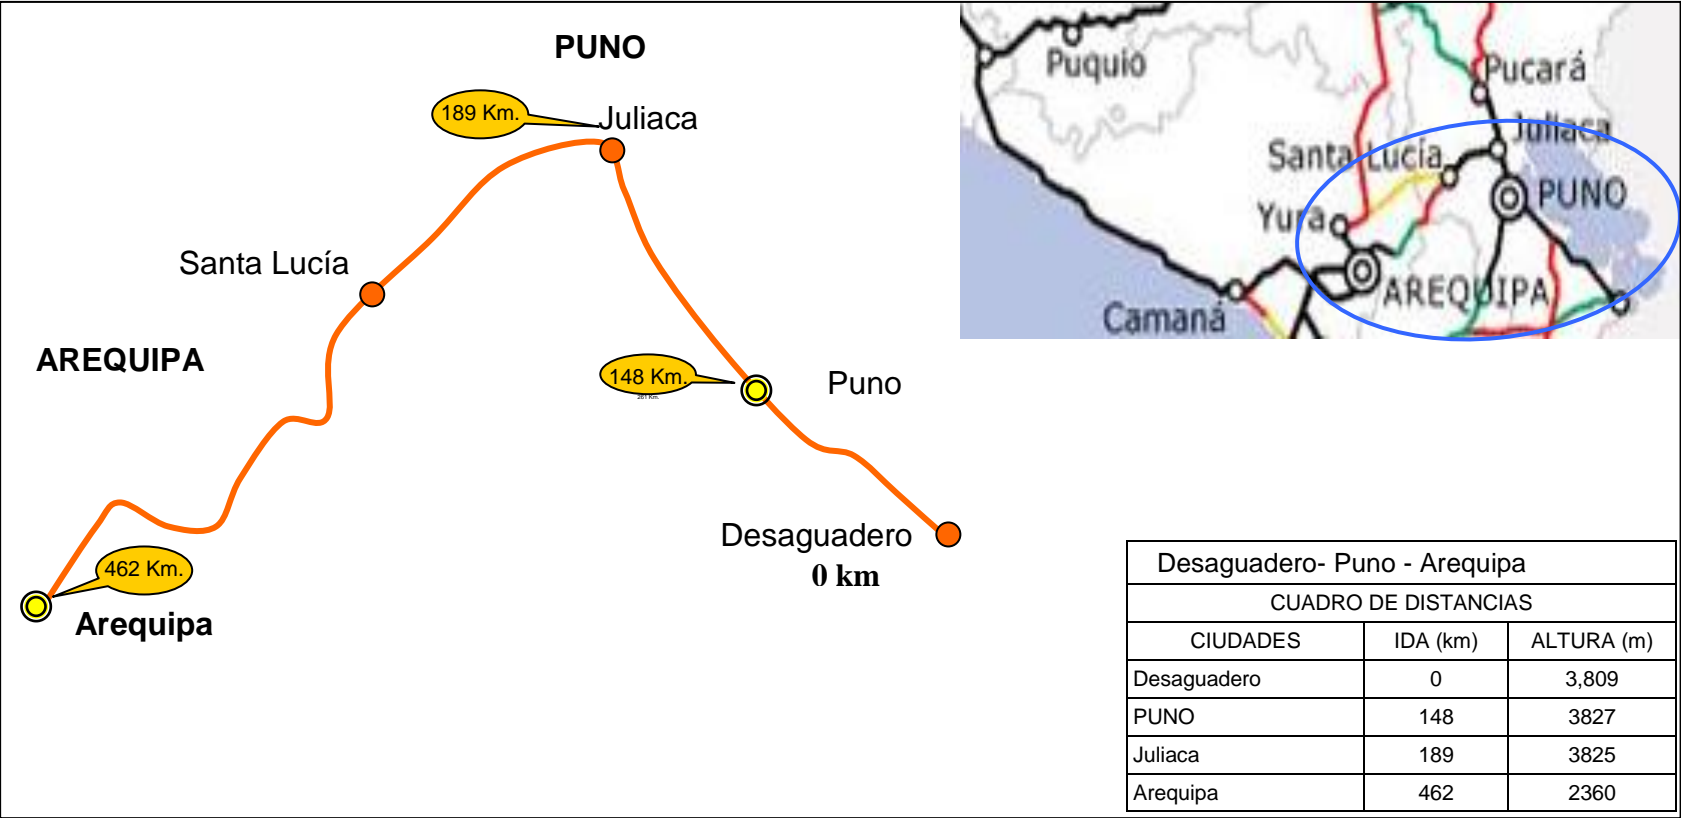 PUNO
189 Km.
Juliaca
Santa Lucía
AREQUIPA
148 Km.
261 Km.
Puno
Desaguadero
0 km
462 Km.
Arequipa
Puquio
Pucará
Juliaca
Santa Lucía
PUNO
Yura
AREQUIPA
Camaná
Desaguadero- Puno - Arequipa
CUADRO DE DISTANCIAS
CIUDADES IDA (km) ALTURA (m)
Desaguadero 0 3,809
PUNO 148 3827
Juliaca 189 3825
Arequipa 462 2360